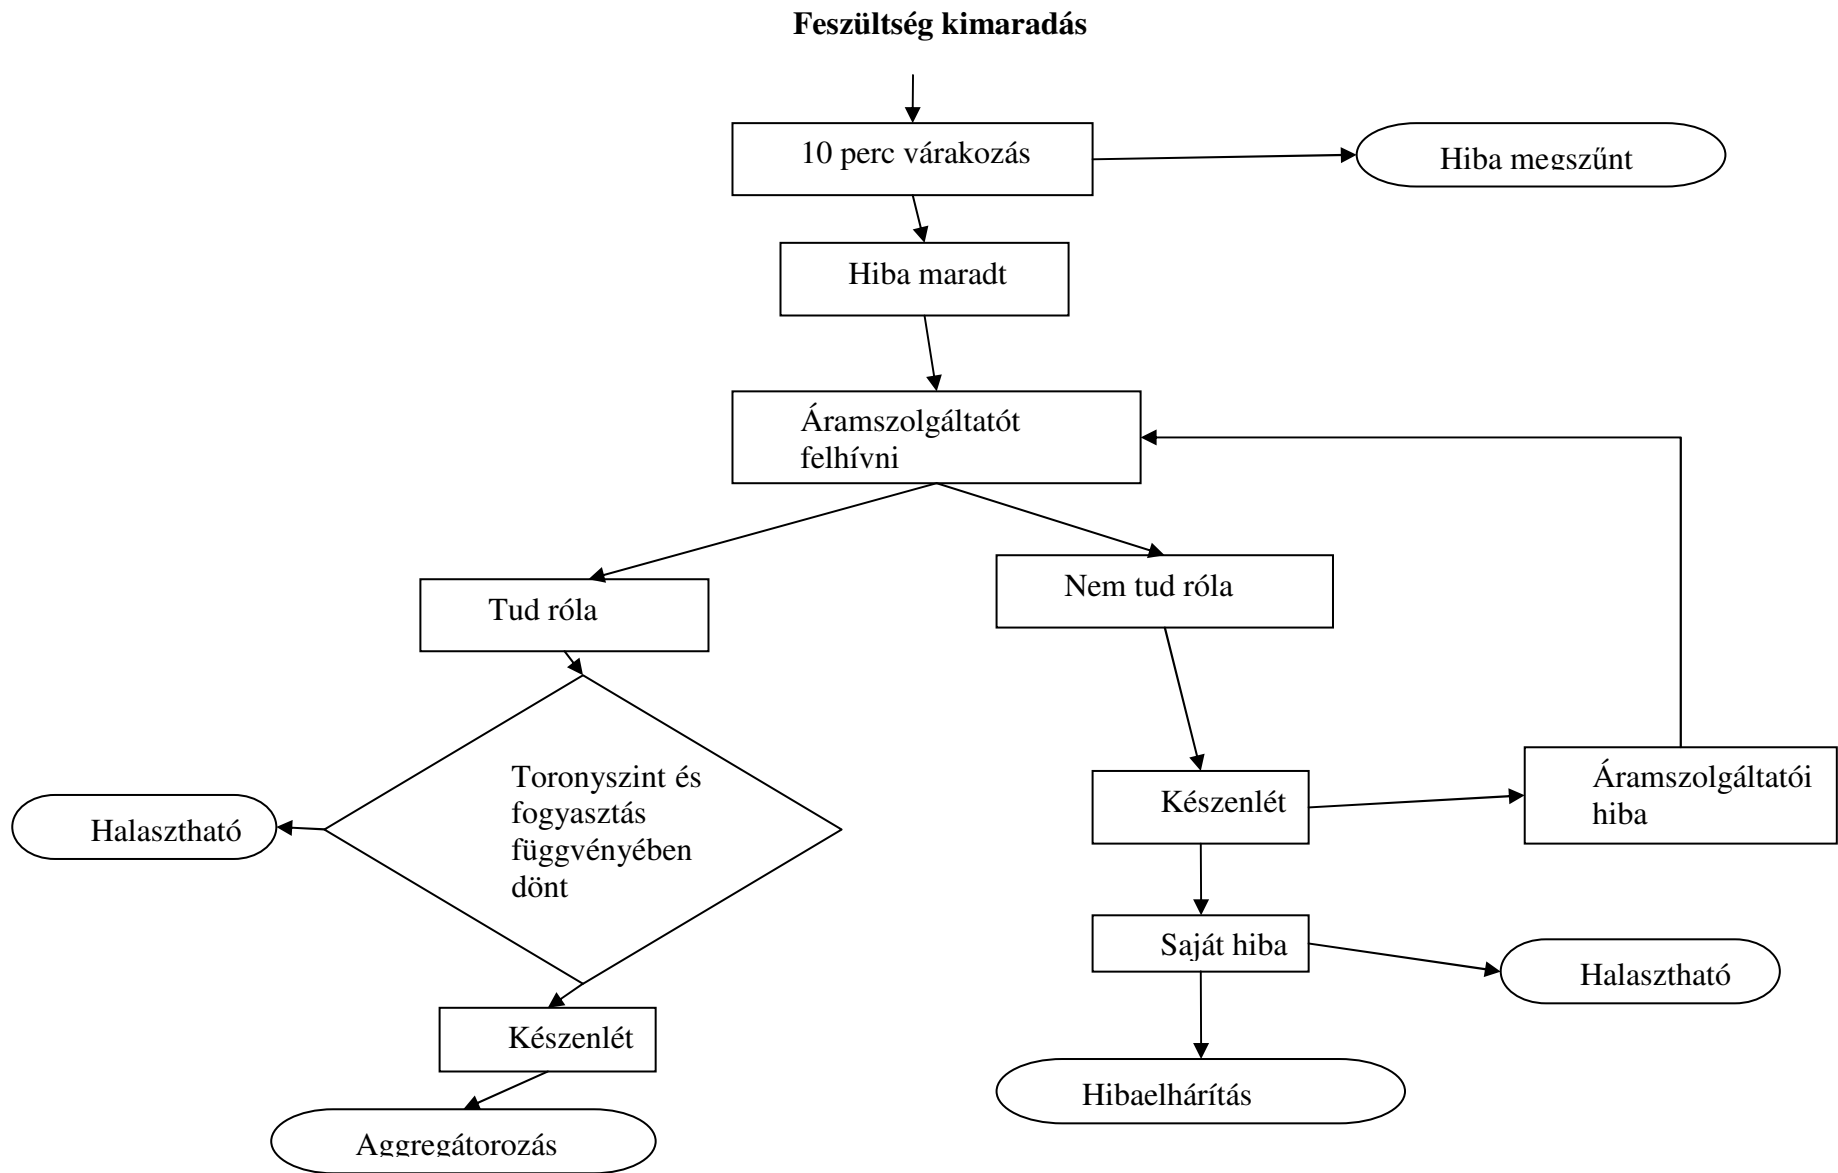 Feszültség kimaradás
10 perc várakozás
Hiba megszűnt
Hiba maradt
Áramszolgáltatót
felhívni
Tud róla
Nem tud róla
Toronyszint és
fogyasztás
függvényében
dönt
Halasztható
Készenlét
Áramszolgáltatói
hiba
Saját hiba
Halasztható
Készenlét
Hibaelhárítás
Aggregátorozás